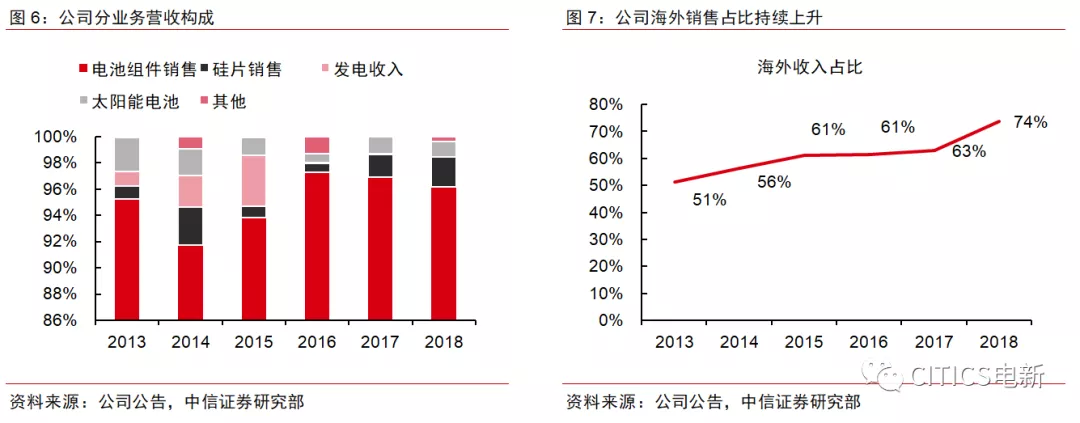 图 6：公司分业务营收构成
电池组件销售 硅片销售 发电收入
太阳能电池 其他
100%
98%
96%
94%
92%
90%
88%
86%
2013 2014 2015 2016 2017 2018
资料来源：公司公告，中信证券研究部
图 7：公司海外销售占比持续上升
海外收入占比
80%
70%
60%
50%
40%
30%
20%
10%
0%
51%
56%
61%
61%
63%
74%
2013 2014 2015 2016 2017 2018
CITICS电新
资料来源：公司公告，中信证券研究部